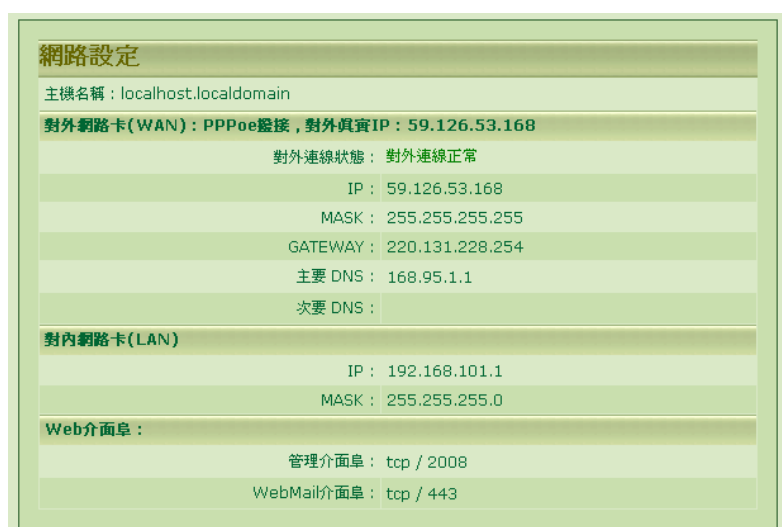 網路設定
主機名稱：localhost.localdomain
對外網路卡(WAN)：PPPoe撥接，對外真實IP：59.126.53.168
對外連線狀態： 對外連線正常
IP： 59.126.53.168
MASK： 255.255.255.255
GATEWAY： 220.131.228.254
主要 DNS： 168.95.1.1
次要 DNS：
對內網路卡(LAN)
IP： 192.168.101.1
MASK： 255.255.255.0
Web介面阜：
管理介面阜： tcp / 2008
WebMail介面阜： tcp / 443